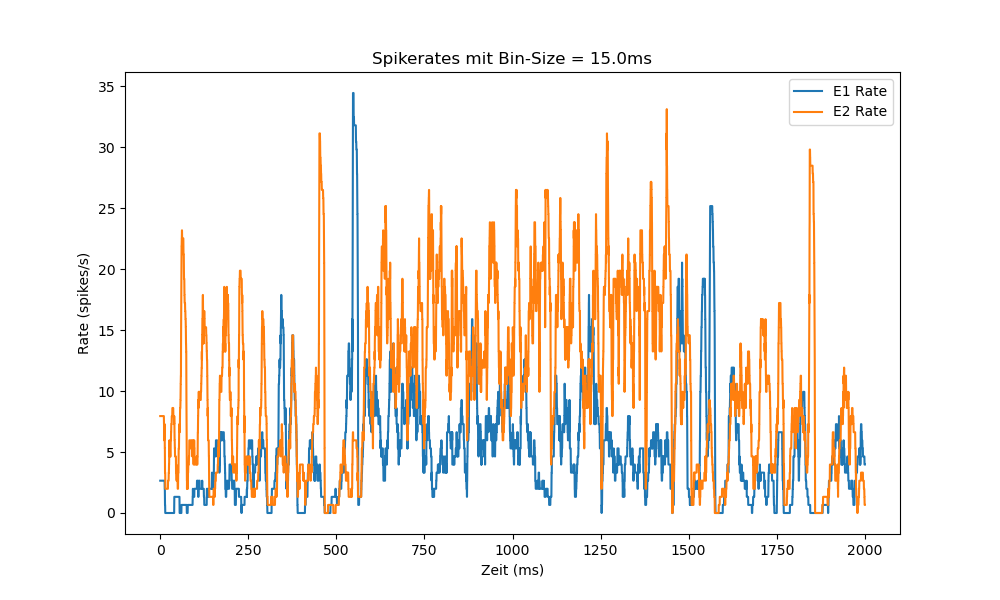 Spikerates mit Bin-Size = 15.0ms
E1 Rate
E2 Rate
Rate (spikes/s)
35
30
25
20
15
10
5
0
0 250 500 750 1000 1250 1500 1750 2000
Zeit (ms)